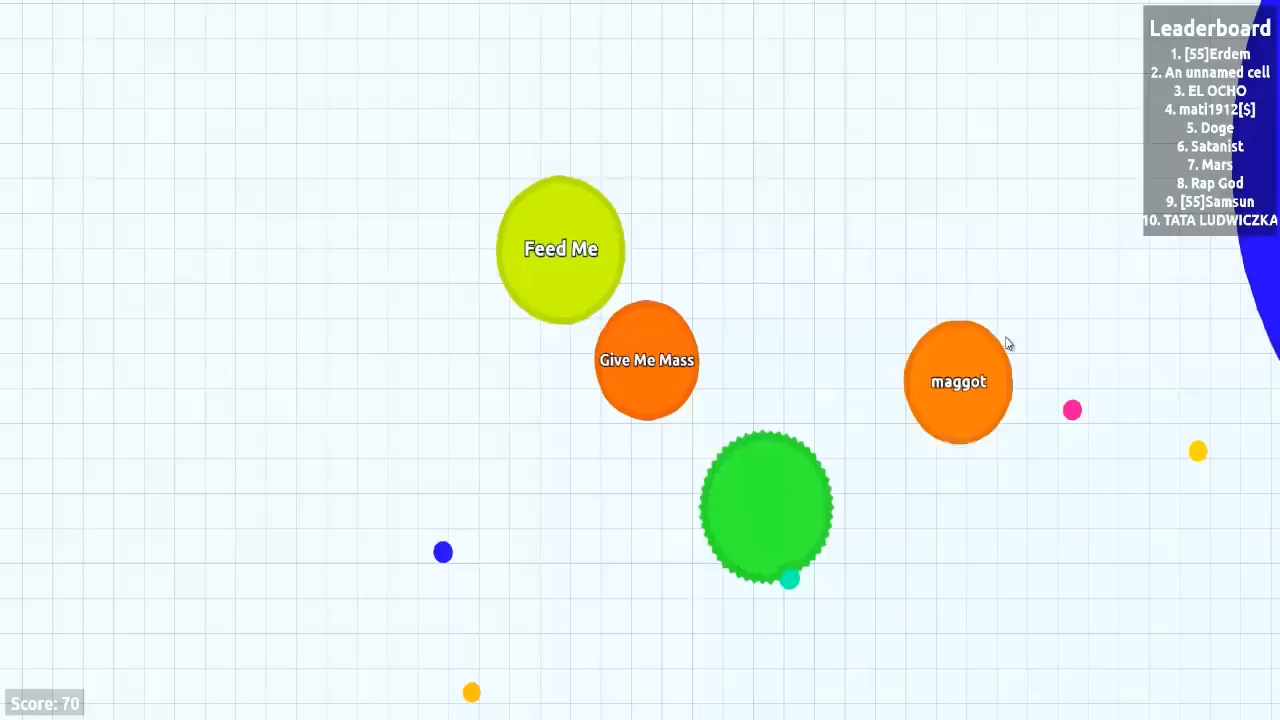 Leaderboard
1. [55]Erdem
2. An unnamed cell
3. EL OCHO
4. mati1912[$]
5. Doge
6. Satanist
7. Mars
8. Rap God
9. [55]Samsun
10. TATA LUDWICZKA
Feed Me
Give Me Mass
maggot
Score: 70